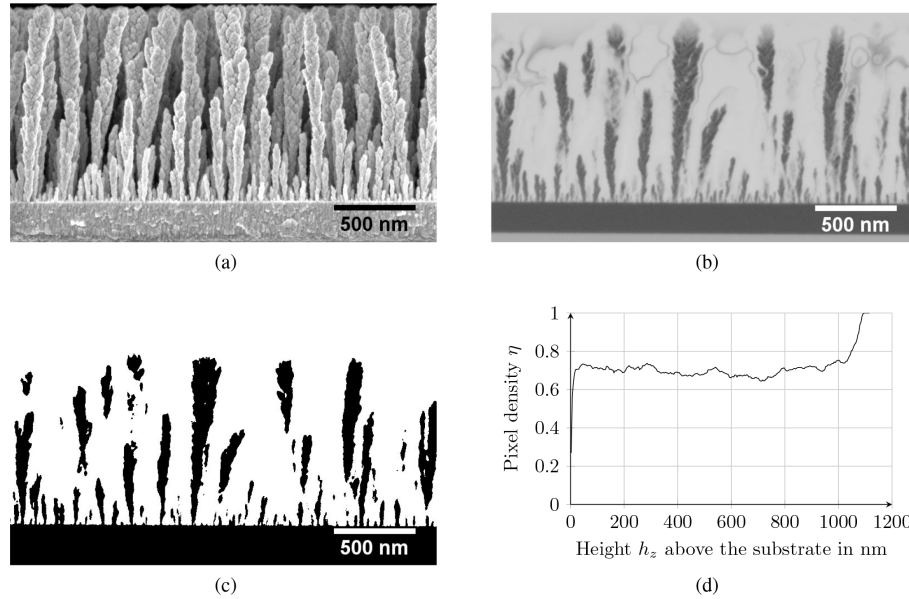 500 nm
500 nm
(a)
(b)
500 nm
Pixel density η
1
0.8
0.6
0.4
0.2
0
0 200 400 600 800 1000 1200
Height h_z above the substrate in nm
(c)
(d)